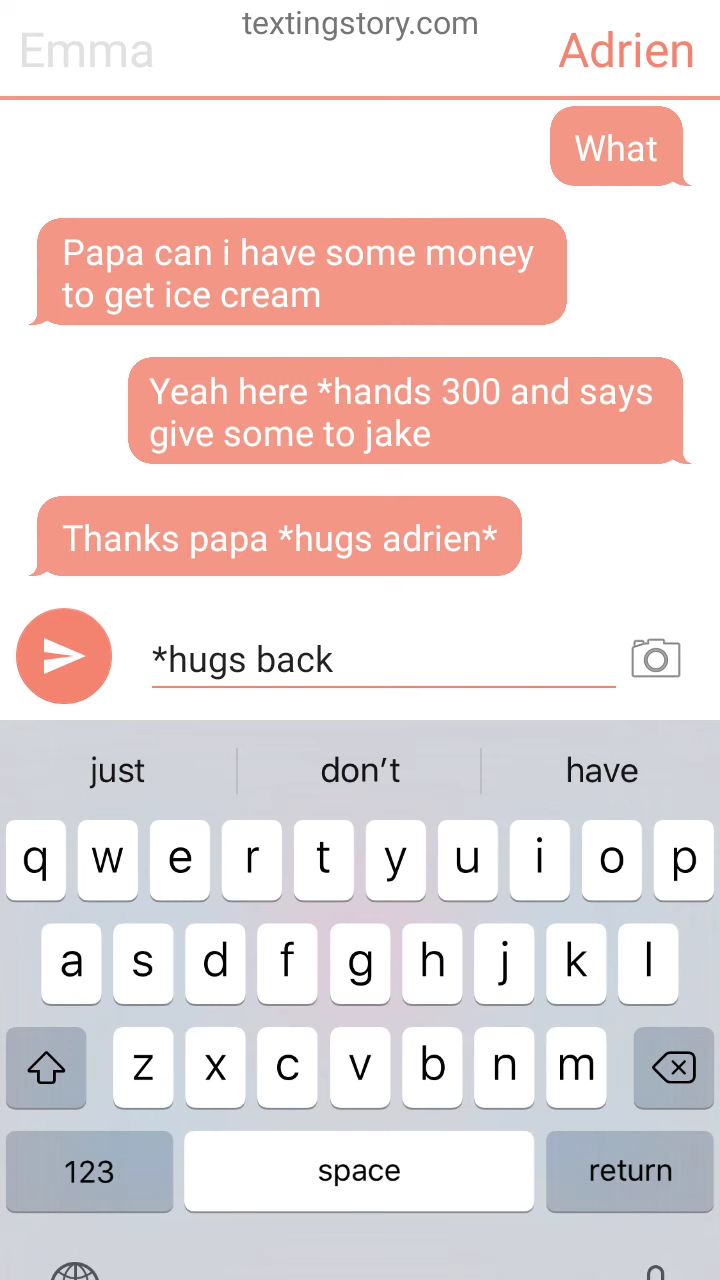 textingstory.com
Emma
Adrien
What
Papa can i have some money
to get ice cream
Yeah here *hands 300 and says
give some to jake
Thanks papa *hugs adrien*
*hugs back
just
don't
have
q w e r t y u i o p
a s d f g h j k l
z x c v b n m
123
space
return